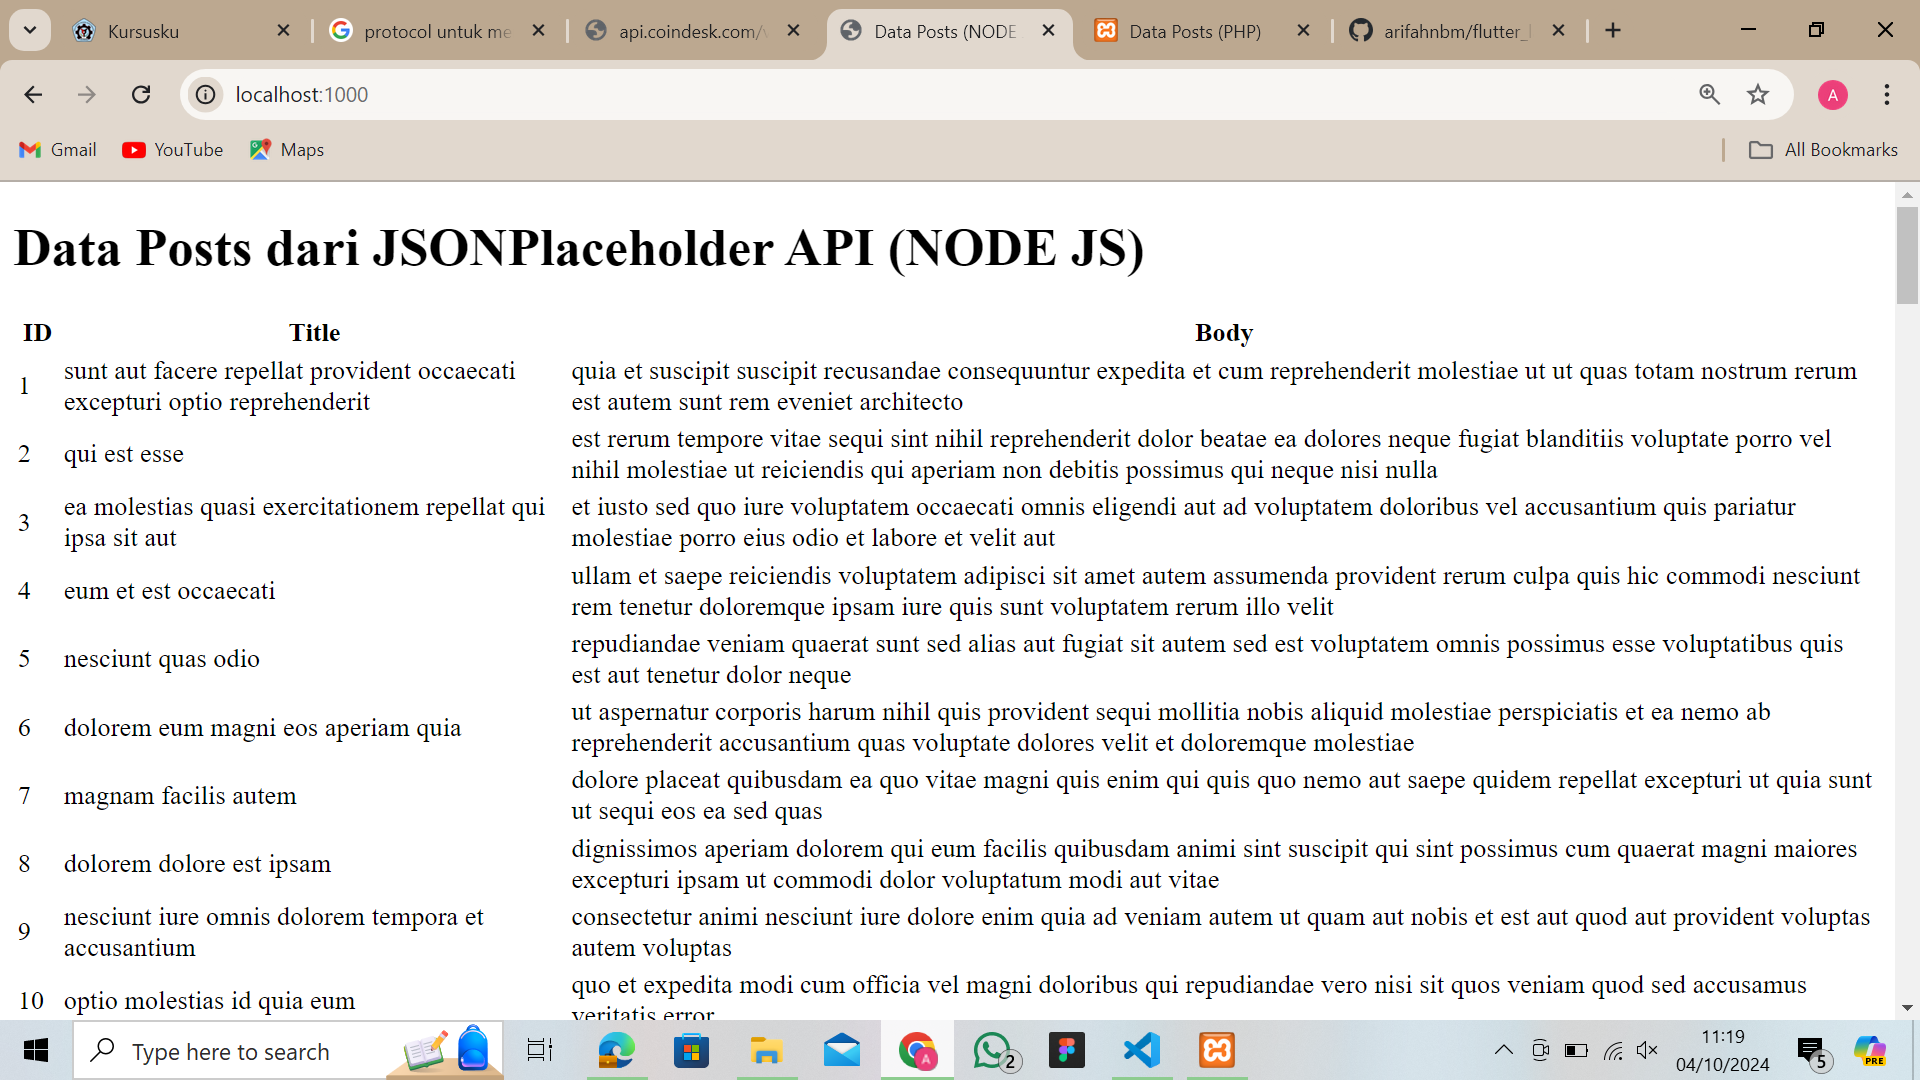 Kursusku
protocol untuk me
api.coindesk.com/v
Data Posts (NODE
Data Posts (PHP)
arifahnbm/flutter_
localhost:1000
A
Gmail
YouTube
Maps
All Bookmarks
Data Posts dari JSONPlaceholder API (NODE JS)
ID Title Body
1 sunt aut facere repellat provident occaecati excepturi optio reprehenderit
quia et suscipit suscipit recusandae consequuntur expedita et cum reprehenderit molestiae ut ut quas totam nostrum rerum
est autem sunt rem eveniet architecto
2 qui est esse
est rerum tempore vitae sequi sint nihil reprehenderit dolor beatae ea dolores neque fugiat blanditiis voluptate porro vel
nihil molestiae ut reiciendis qui aperiam non debitis possimus qui neque nisi nulla
3 ea molestias quasi exercitationem repellat qui
ipsa sit aut
et iusto sed quo iure voluptatem occaecati omnis eligendi aut ad voluptatem doloribus vel accusantium quis pariatur
molestiae porro eius odio et labore et velit aut
4 eum et est occaecati
ullam et saepe reiciendis voluptatem adipisci sit amet autem assumenda provident rerum culpa quis hic commodi nesciunt
rem tenetur doloremque ipsam iure quis sunt voluptatem rerum illo velit
5 nesciunt quas odio
repudiandae veniam quaerat sunt sed alias aut fugiat sit autem sed est voluptatem omnis possimus esse voluptatibus quis
est aut tenetur dolor neque
6 dolorem eum magni eos aperiam quia
ut aspernatur corporis harum nihil quis provident sequi mollitia nobis aliquid molestiae perspiciatis et ea nemo ab
reprehenderit accusantium quas voluptate dolores velit et doloremque molestiae
7 magnam facilis autem
dolore placeat quibusdam ea quo vitae magni quis enim qui quis quo nemo aut saepe quidem repellat excepturi ut quia sunt
ut sequi eos ea sed quas
8 dolorem dolore est ipsam
dignissimos aperiam dolorem qui eum facilis quibusdam animi sint suscipit qui sint possimus cum quaerat magni maiores
excepturi ipsam ut commodi dolor voluptatum modi aut vitae
9 nesciunt iure omnis dolorem tempora et
accusantium
consectetur animi nesciunt iure dolore enim quia ad veniam autem ut quam aut nobis et est aut quod aut provident voluptas
autem voluptas
10 optio molestias id quia eum
quo et expedita modi cum officia vel magni doloribus qui repudiandae vero nisi sit quos veniam quod sed accusamus
veritatis error
Type here to search
A
2
11:19
04/10/2024
5
PRE